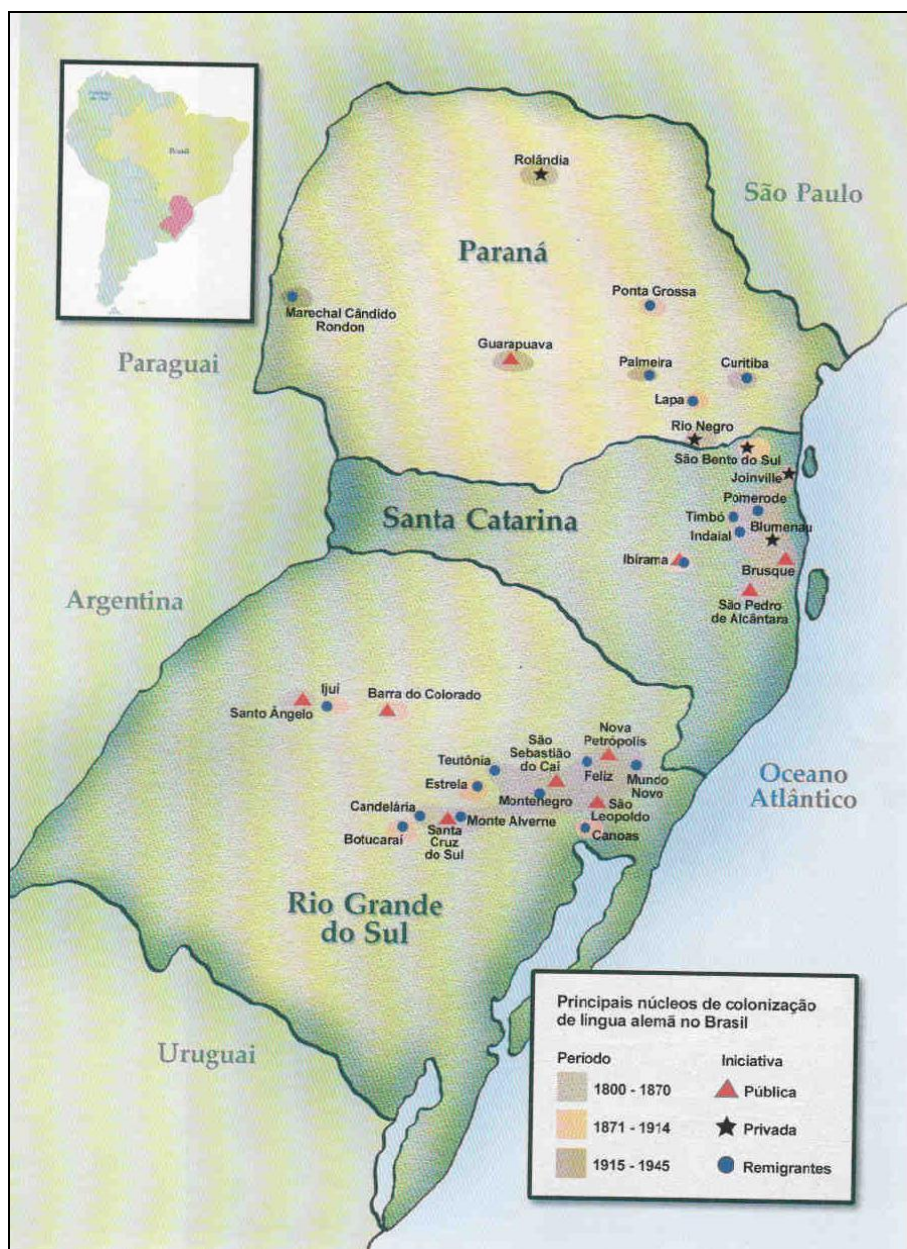 Brasil
São Paulo
Rolândia
Paraná
Ponta Grossa
Marechal Cândido
Rondon
Paraguai
Guarapuava
Palmeira
Curitiba
Lapa
Rio Negro
São Bento do Sul
Joinville
Santa Catarina
Pomerode
Timbó
Indaial
Blumenau
Ibirama
Brusque
São Pedro
de Alcântara
Argentina
Ijuí
Santo Ângelo
Barra do Colorado
Nova
Petrópolis
São
Sebastião
do Cai
Teutônia
Feliz
Mundo
Novo
Estrela
Montenegro
São
Leopoldo
Candelária
Monte Alverne
Botucaraí
Santa
Cruz
do Sul
Canoas
Oceano
Atlântico
Rio Grande
do Sul
Uruguai
Principais núcleos de colonização
de lingua alemã no Brasil
Período
Iniciativa
1800 - 1870
Pública
1871 - 1914
Privada
1915 - 1945
Remigrantes